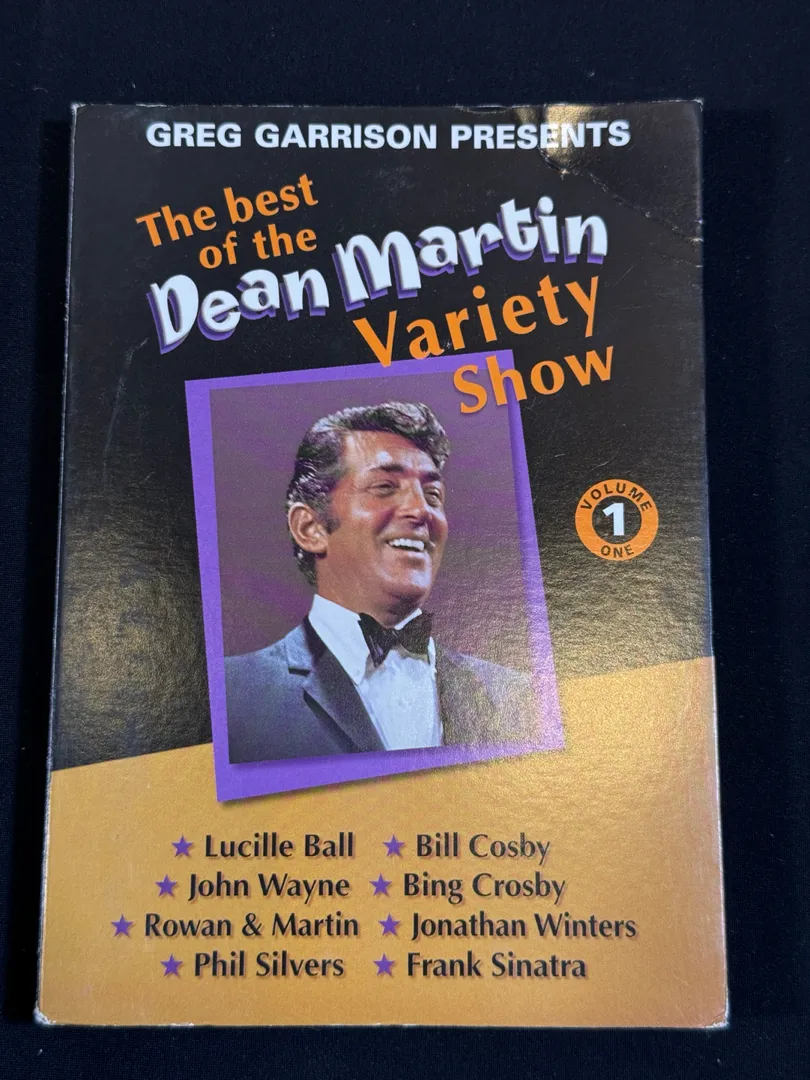 GREG GARRISON PRESENTS
The best
of the
Dean Martin
Variety
Show
VOLUME
1
ONE
★ Lucille Ball ★ Bill Cosby
★ John Wayne ★ Bing Crosby
★ Rowan & Martin ★ Jonathan Winters
★ Phil Silvers ★ Frank Sinatra